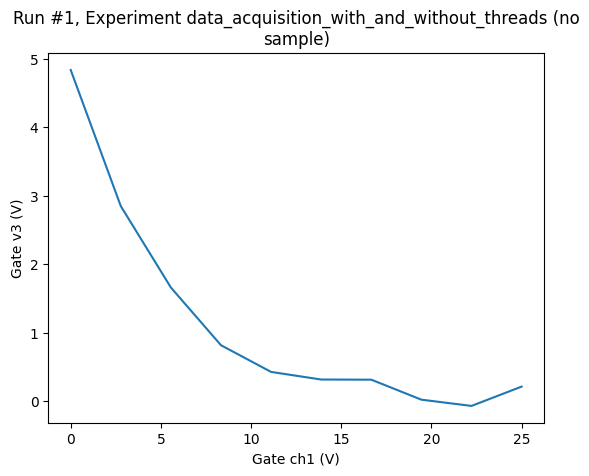 Run #1, Experiment data_acquisition_with_and_without_threads (no
sample)
5
4
3
2
1
0
Gate v3 (V)
0 5 10 15 20 25
Gate ch1 (V)